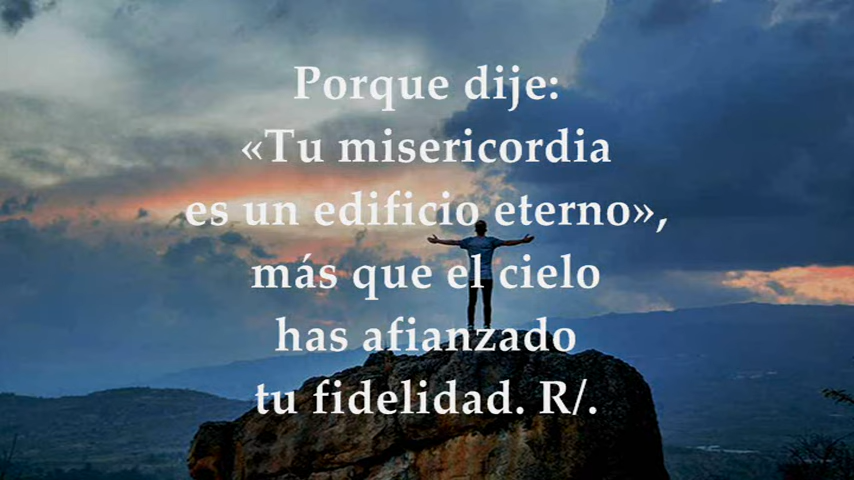 Porque dije:
«Tu misericordia
es un edificio eterno»,
más que el cielo
has afianzado
tu fidelidad. R/.